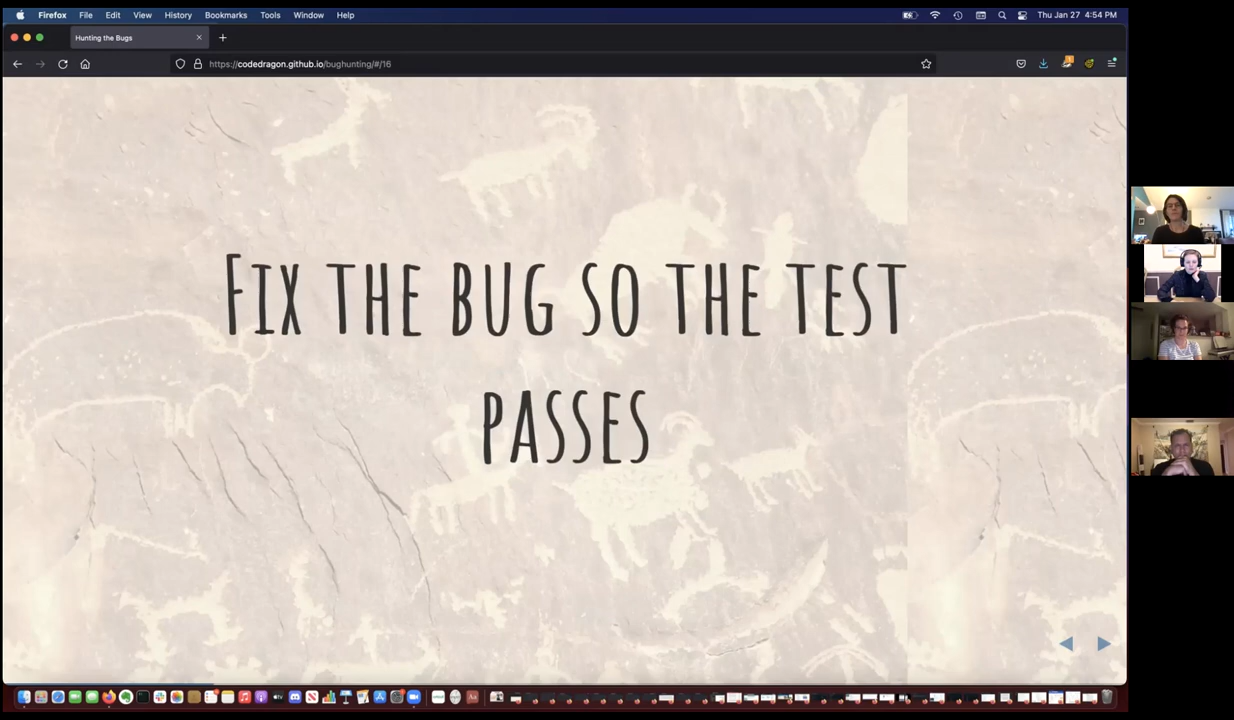 Firefox File Edit View History Bookmarks Tools Window Help Thu Jan 27 4:54 PM
Hunting the Bugs
https://codedragon.github.io/bughunting/#/16
FIX THE BUG SO THE TEST
PASSES